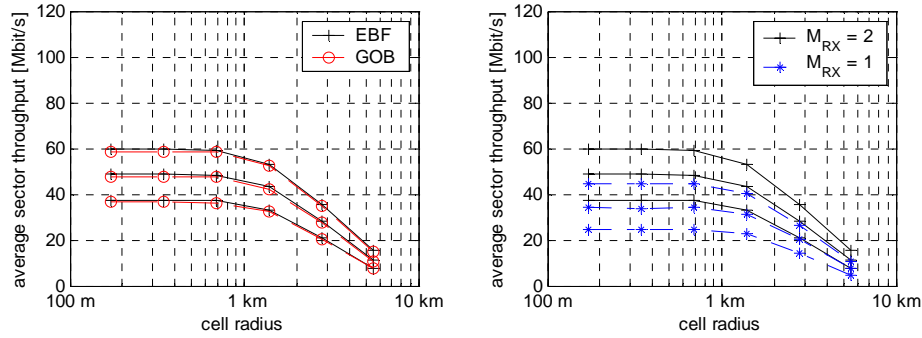 average sector throughput [Mbit/s]
120
100
80
60
40
20
0
100 m
1 km
10 km
cell radius
EBF
GOB
average sector throughput [Mbit/s]
120
100
80
60
40
20
0
100 m
1 km
10 km
cell radius
M_RX = 2
M_RX = 1